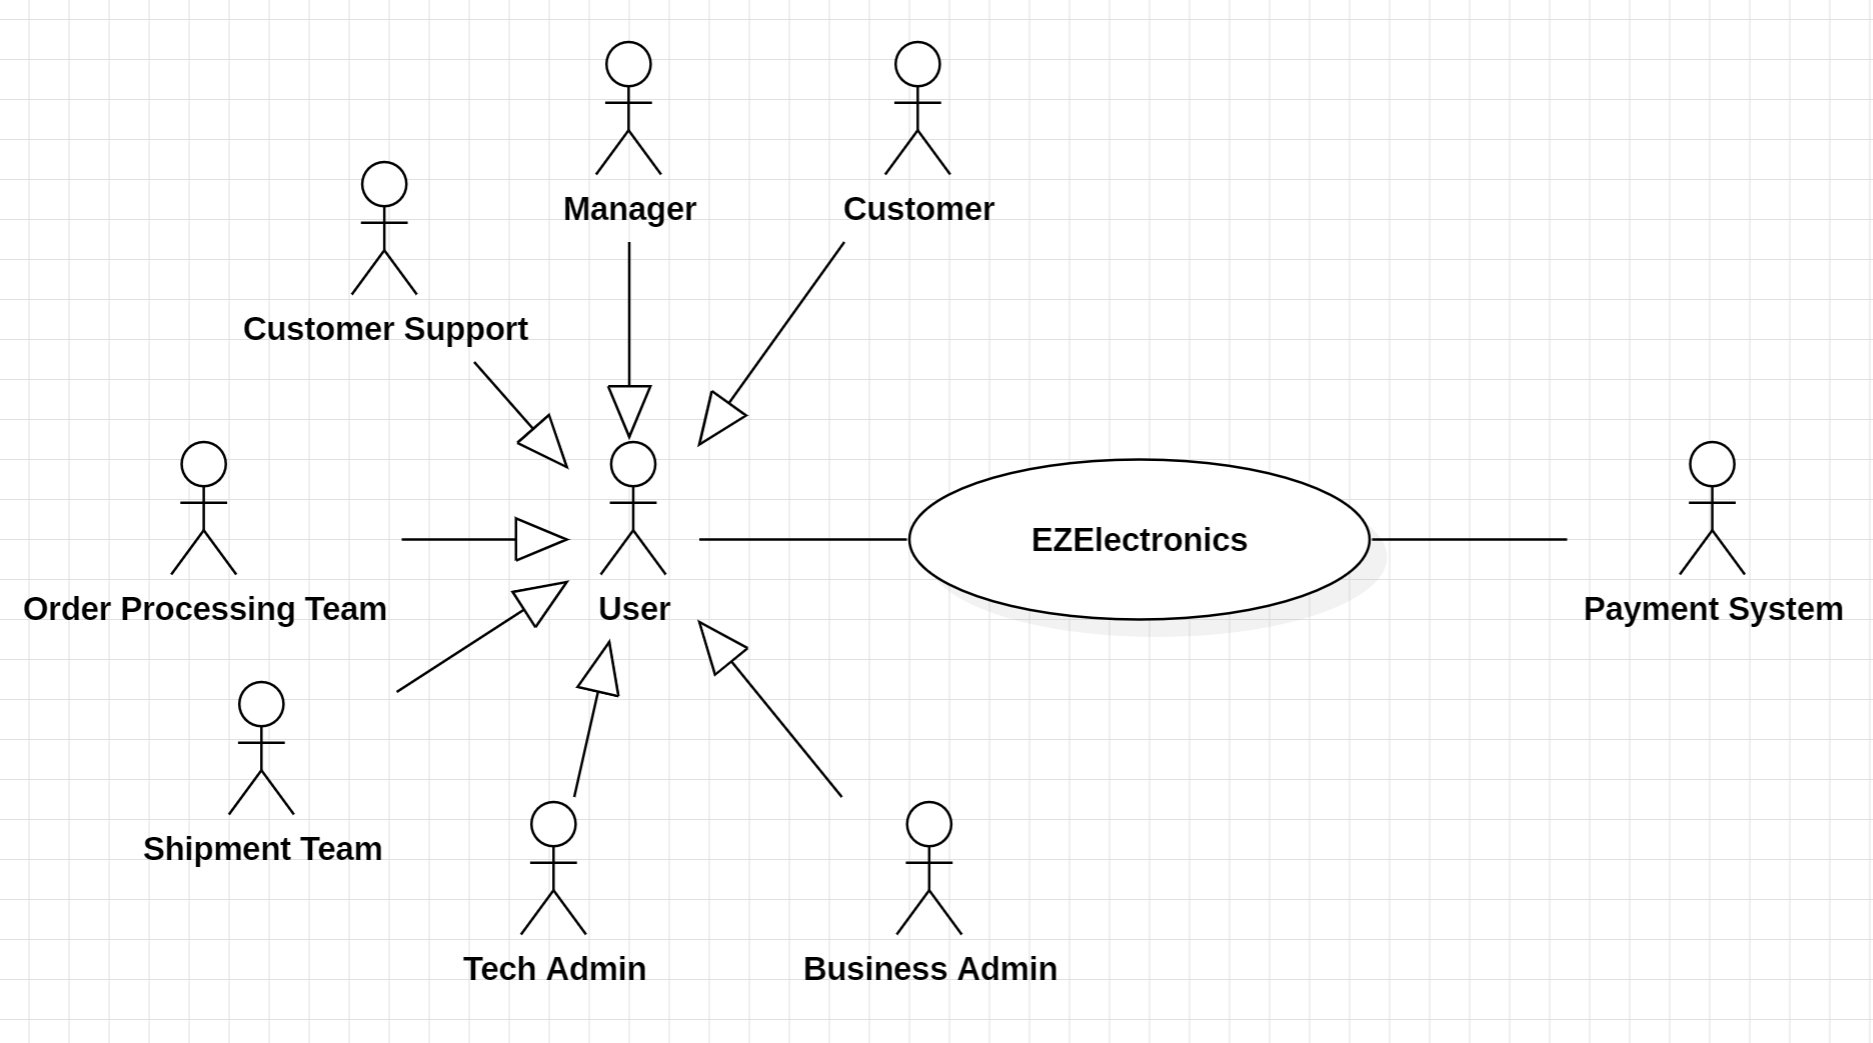 Manager
Customer
Customer Support
EZElectronics
Order Processing Team
User
Payment System
Shipment Team
Tech Admin
Business Admin